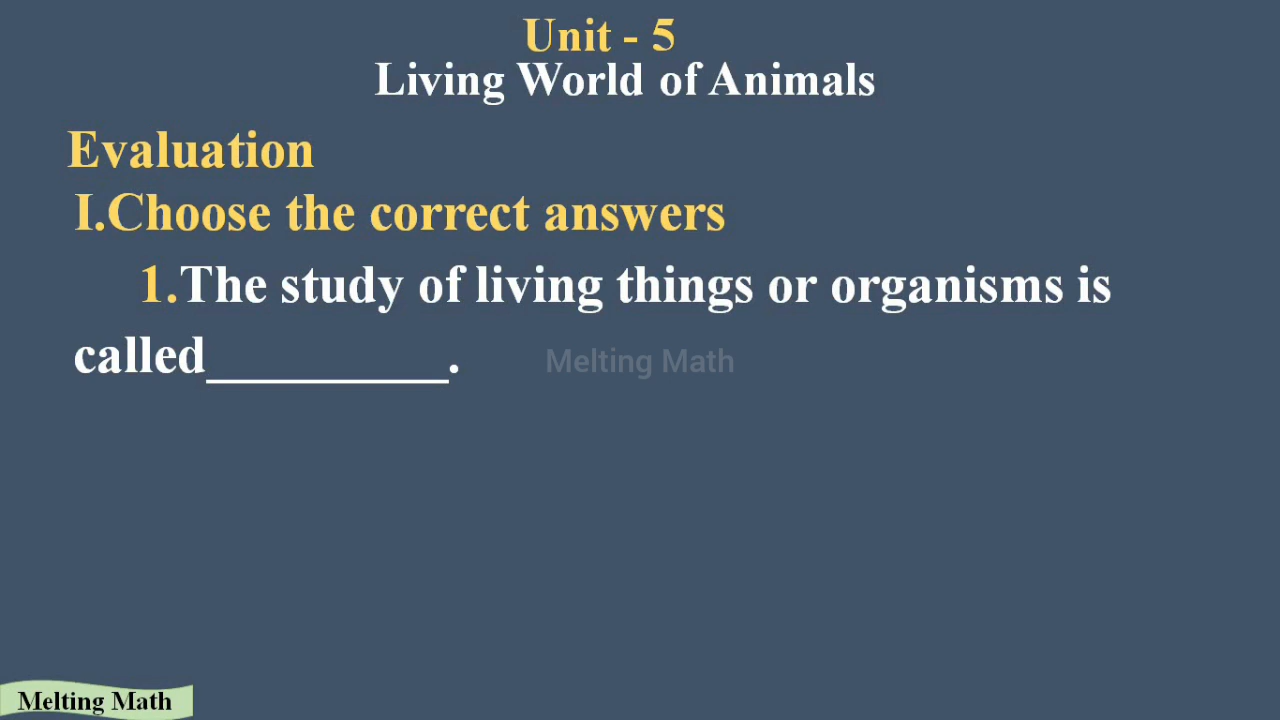 Unit - 5
Living World of Animals
Evaluation
I.Choose the correct answers
1.The study of living things or organisms is
called__________.
Melting Math
Melting Math